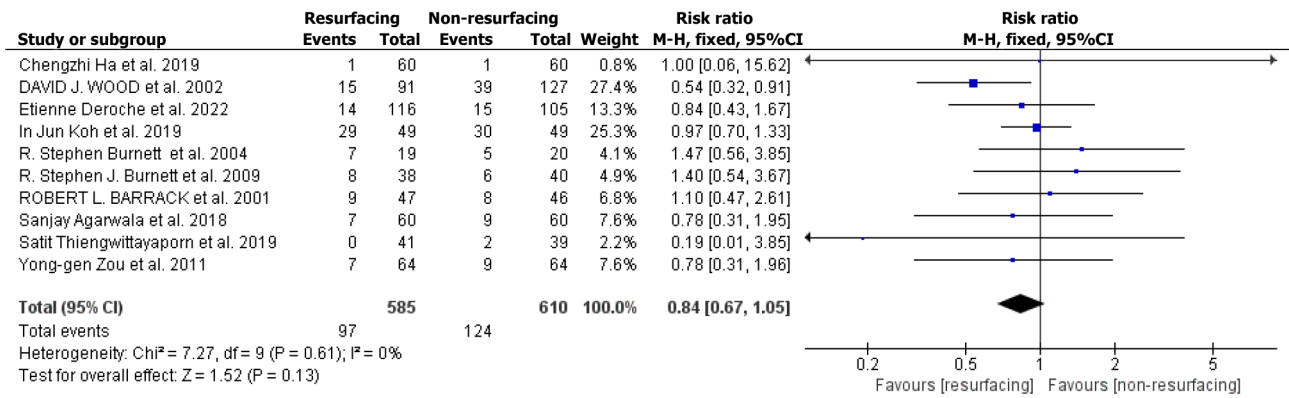 Resurfacing Non-resurfacing Risk ratio Risk ratio
Study or subgroup Events Total Events Total Weight M-H, fixed, 95%CI M-H, fixed, 95%CI
Chengzhi Ha et al. 2019 1 60 1 60 0.8% 1.00 [0.06, 15.62]
DAVID J. WOOD et al. 2002 15 91 39 127 27.4% 0.54 [0.32, 0.91]
Etienne Deroche et al. 2022 14 116 15 105 13.3% 0.84 [0.43, 1.67]
In Jun Koh et al. 2019 29 49 30 49 25.3% 0.97 [0.70, 1.33]
R. Stephen Burnett et al. 2004 7 19 5 20 4.1% 1.47 [0.56, 3.85]
R. Stephen J. Burnett et al. 2009 8 38 6 40 4.9% 1.40 [0.54, 3.67]
ROBERT L. BARRACK et al. 2001 9 47 8 46 6.8% 1.10 [0.47, 2.61]
Sanjay Agarwala et al. 2018 7 60 9 60 7.6% 0.78 [0.31, 1.95]
Satit Thiengwittayaporn et al. 2019 0 41 2 39 2.2% 0.19 [0.01, 3.85]
Yong-gen Zou et al. 2011 7 64 9 64 7.6% 0.78 [0.31, 1.96]
Total (95% CI) 585 610 100.0% 0.84 [0.67, 1.05]
Total events 97 124
Heterogeneity: Chi² = 7.27, df = 9 (P = 0.61); I² = 0%
Test for overall effect: Z = 1.52 (P = 0.13)
0.2 0.5 1 2 5
Favours [resurfacing] Favours [non-resurfacing]